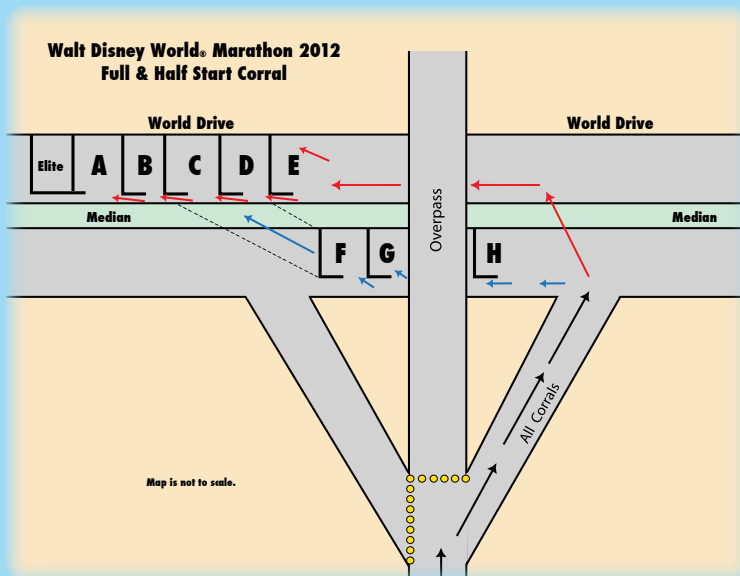 Walt Disney World® Marathon 2012
Full & Half Start Corral
World Drive
World Drive
Elite
A
B
C
D
E
Overpass
Median
Median
F
G
H
All Corrals
Map is not to scale.